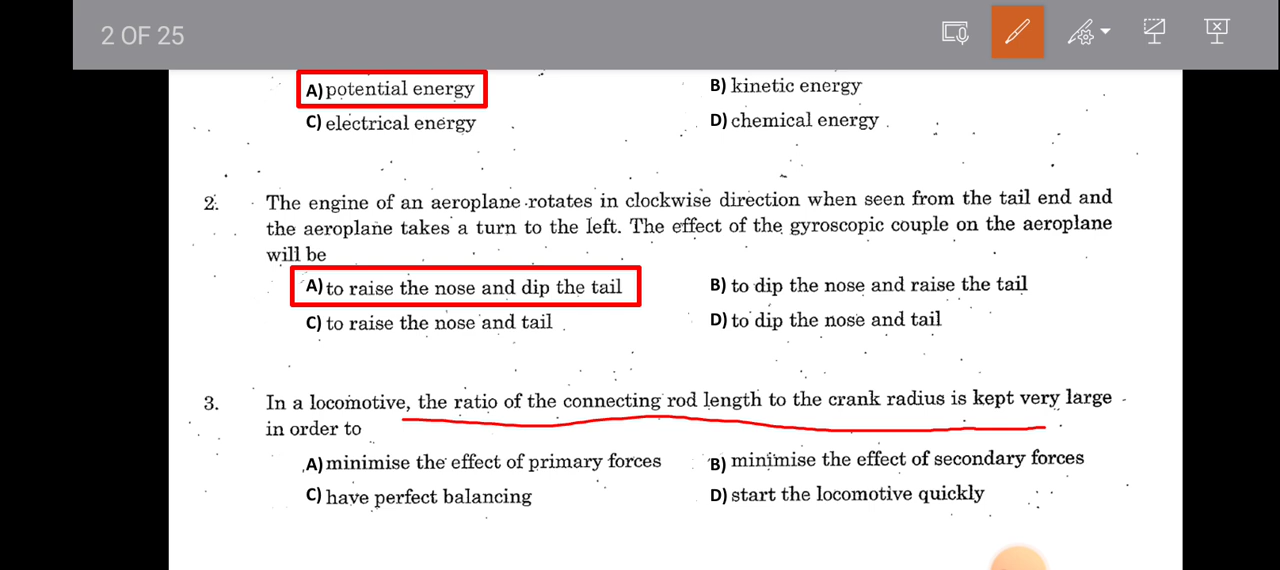 2 OF 25
A) potential energy B) kinetic energy
C) electrical energy D) chemical energy
2. The engine of an aeroplane rotates in clockwise direction when seen from the tail end and
the aeroplane takes a turn to the left. The effect of the gyroscopic couple on the aeroplane
will be
A) to raise the nose and dip the tail B) to dip the nose and raise the tail
C) to raise the nose and tail D) to dip the nose and tail
3. In a locomotive, the ratio of the connecting rod length to the crank radius is kept very large
in order to
A) minimise the effect of primary forces B) minimise the effect of secondary forces
C) have perfect balancing D) start the locomotive quickly